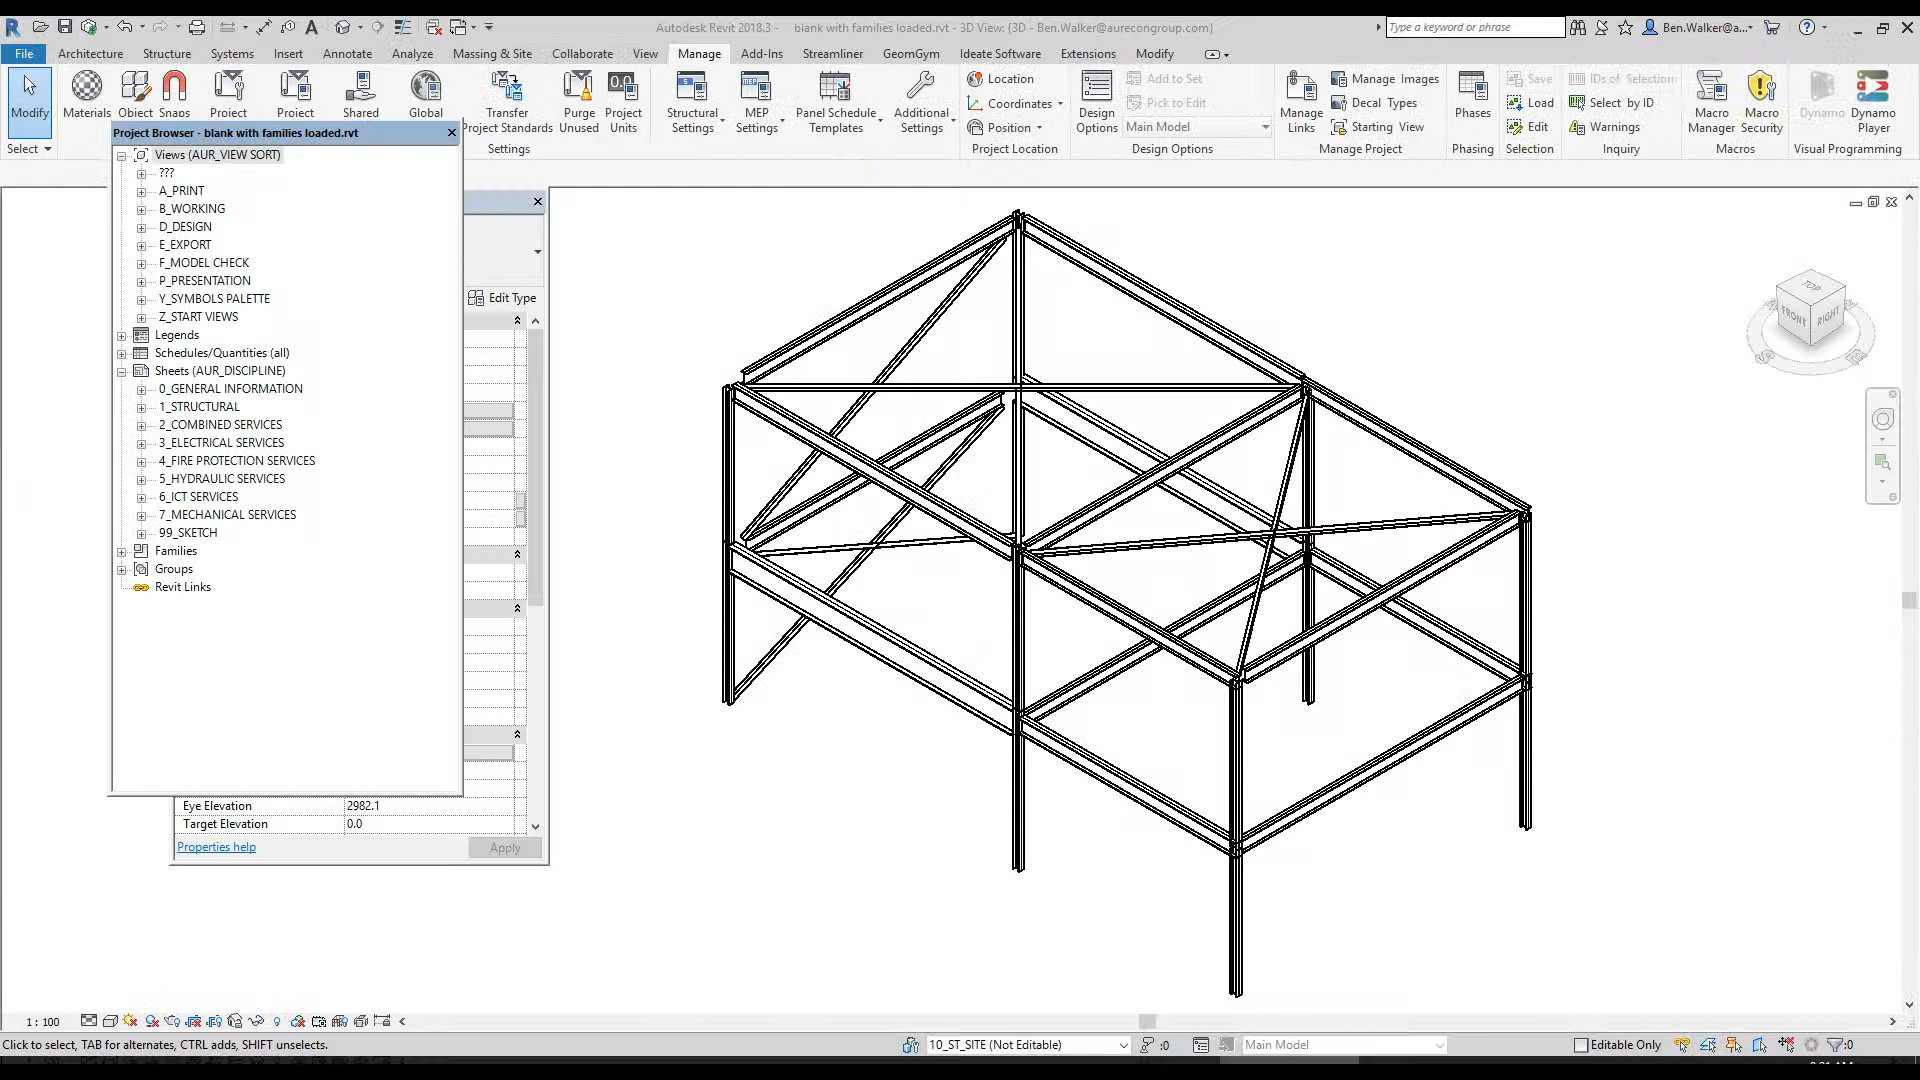 Autodesk Revit 2018.3 - blank with families loaded.rvt - 3D View: {3D - Ben.Walker@aurecongroup.com}
Type a keyword or phrase
Ben.Walker@a...
File Architecture Structure Systems Insert Annotate Analyze Massing & Site Collaborate View Manage Add-Ins Streamliner GeomGym Ideate Software Extensions Modify
Modify
Materials
Object
Snaps
Project
Project
Shared
Global
Transfer
Project Standards
Purge
Unused
Project
Units
Structural
Settings
MEP
Settings
Panel Schedule
Templates
Additional
Settings
Location
Coordinates
Position
Design
Options
Add to Set
Pick to Edit
Main Model
Manage
Links
Manage Images
Decal Types
Starting View
Phases
Save
Load
Edit
IDs of Selection
Select by ID
Warnings
Macro
Manager
Macro
Security
Dynamo
Dynamo
Player
Select
Settings
Project Location
Design Options
Manage Project
Phasing
Selection
Inquiry
Macros
Visual Programming
Project Browser - blank with families loaded.rvt
Views (AUR_VIEW SORT)
???
A_PRINT
B_WORKING
D_DESIGN
E_EXPORT
F_MODEL CHECK
P_PRESENTATION
Y_SYMBOLS PALETTE
Z_START VIEWS
Legends
Schedules/Quantities (all)
Sheets (AUR_DISCIPLINE)
0_GENERAL INFORMATION
1_STRUCTURAL
2_COMBINED SERVICES
3_ELECTRICAL SERVICES
4_FIRE PROTECTION SERVICES
5_HYDRAULIC SERVICES
6_ICT SERVICES
7_MECHANICAL SERVICES
99_SKETCH
Families
Groups
Revit Links
Edit Type
Eye Elevation 2982.1
Target Elevation 0.0
Properties help
Apply
TOP
FRONT
RIGHT
1 : 100
Click to select, TAB for alternates, CTRL adds, SHIFT unselects.
10_ST_SITE (Not Editable)
:0
Main Model
Editable Only
:0